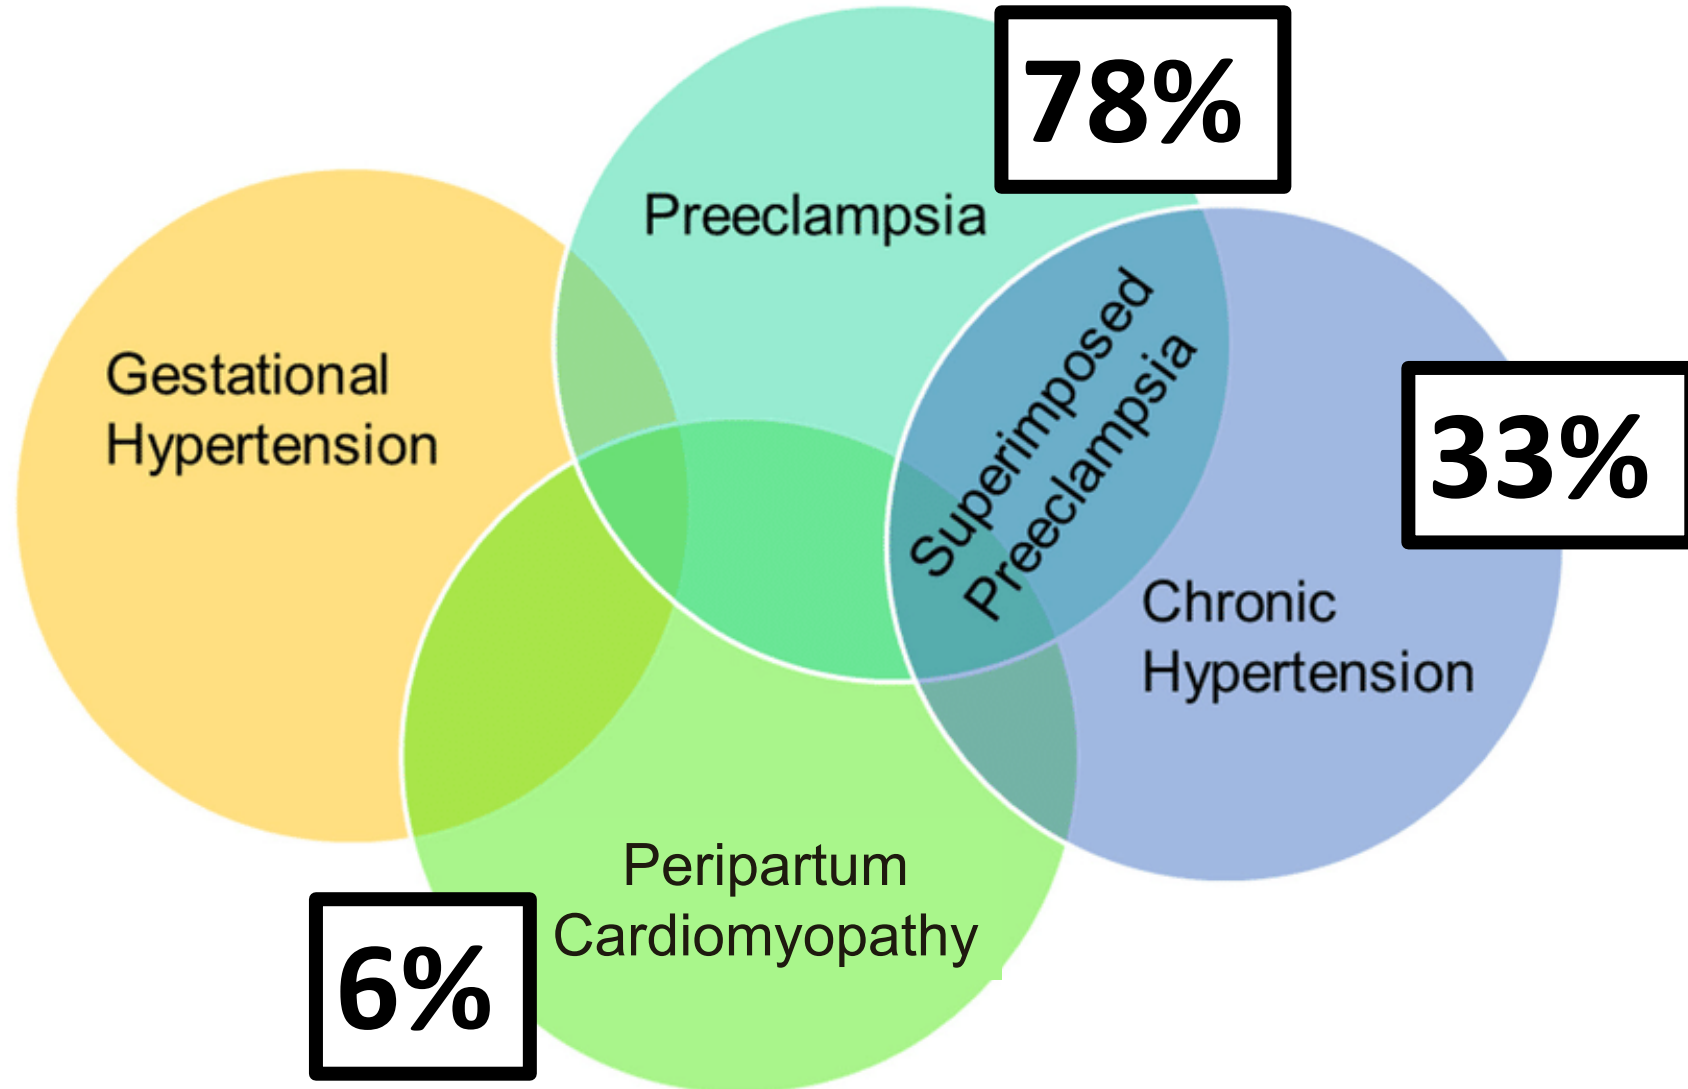 78%
Preeclampsia
Gestational
Hypertension
Superimposed
Preeclampsia
33%
Chronic
Hypertension
Peripartum
Cardiomyopathy
6%